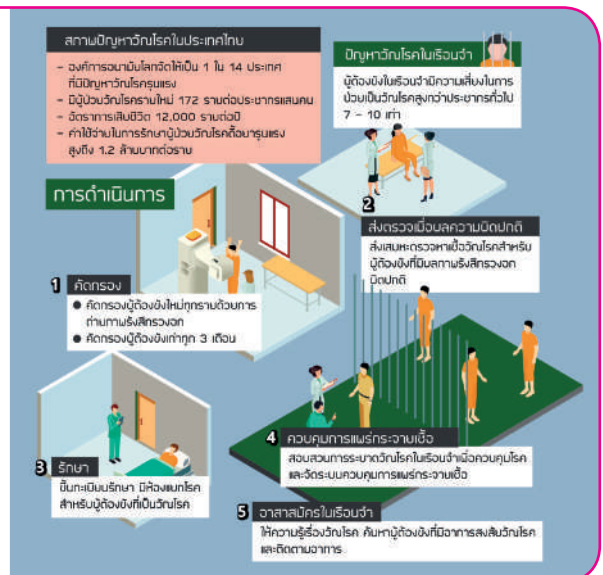 สภาพปัญหาวัณโรคในประเทศไทย
- องค์การอนามัยโลกจัดให้เป็น 1 ใน 14 ประเทศ
ที่มีปัญหาวัณโรครุนแรง
- มีผู้ป่วยวัณโรครายใหม่ 172 รายต่อประชากรแสนคน
- อัตราการเสียชีวิต 12,000 รายต่อปี
- ค่าใช้จ่ายในการรักษาผู้ป่วยวัณโรคดื้อยารุนแรง
สูงถึง 1.2 ล้านบาทต่อราย
ปัญหาวัณโรคในเรือนจำ
ผู้ต้องขังในเรือนจำมีความเสี่ยงในการ
ป่วยเป็นวัณโรคสูงกว่าประชากรทั่วไป
7 - 10 เท่า
การดำเนินการ
1 คัดกรอง
● คัดกรองผู้ต้องขังใหม่ทุกรายด้วยการ
ถ่ายภาพรังสีทรวงอก
● คัดกรองผู้ต้องขังเก่าทุก 3 เดือน
2
ส่งตรวจเมื่อผลความผิดปกติ
ส่งเสมหะตรวจหาเชื้อวัณโรคสำหรับ
ผู้ต้องขังที่มีผลภาพรังสีทรวงอก
ผิดปกติ
3 รักษา
ขึ้นทะเบียนรักษา มีห้องแยกโรค
สำหรับผู้ต้องขังที่เป็นวัณโรค
4 ควบคุมการแพร่กระจายเชื้อ
สอบสวนการระบาดวัณโรคในเรือนจำเพื่อควบคุมโรค
และจัดระบบควบคุมการแพร่กระจายเชื้อ
5 อาสาสมัครในเรือนจำ
ให้ความรู้เรื่องวัณโรค ค้นหาผู้ต้องขังที่มีอาการสงสัยวัณโรค
และติดตามอาการ